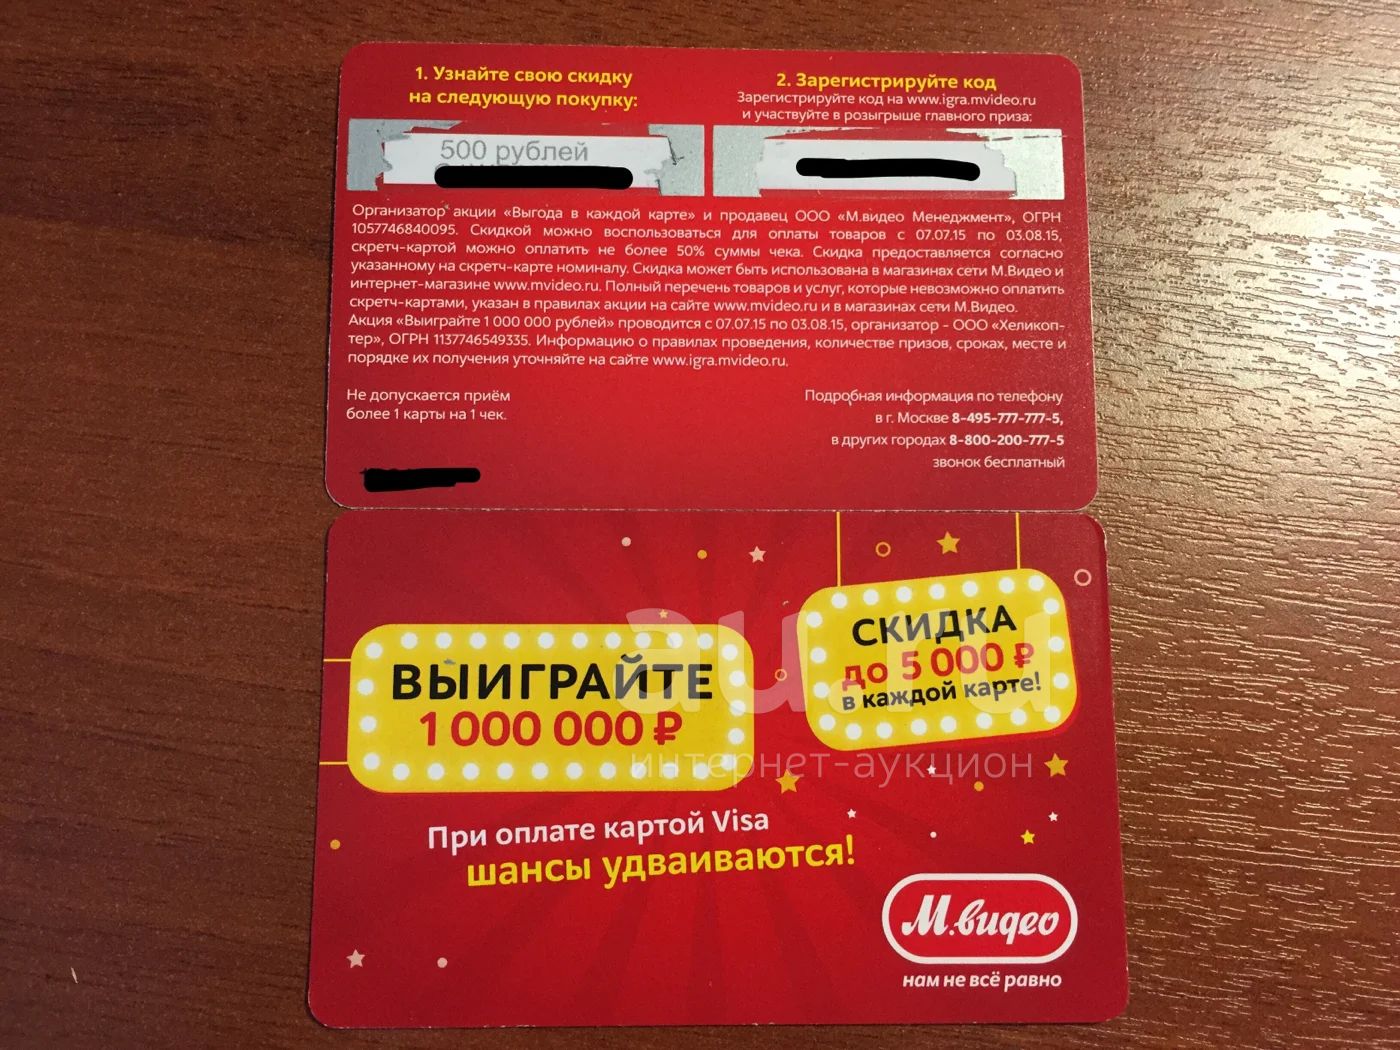 1. Узнайте свою скидку
на следующую покупку:
500 рублей
2. Зарегистрируйте код
Зарегистрируйте код на www.igra.mvideo.ru
и участвуйте в розыгрыше главного приза:
Организатор акции «Выгода в каждой карте» и продавец ООО «М.видео Менеджмент», ОГРН
1057746840095. Скидкой можно воспользоваться для оплаты товаров с 07.07.15 по 03.08.15,
скретч-картой можно оплатить не более 50% суммы чека. Скидка предоставляется согласно
указанному на скретч-карте номиналу. Скидка может быть использована в магазинах сети М.Видео и
интернет-магазине www.mvideo.ru. Полный перечень товаров и услуг, которые невозможно оплатить
скретч-картами, указан в правилах акции на сайте www.mvideo.ru и в магазинах сети М.Видео.
Акция «Выиграйте 1 000 000 рублей» проводится с 07.07.15 по 03.08.15, организатор - ООО «Хеликоп-
тер», ОГРН 1137746549335. Информацию о правилах проведения, количестве призов, сроках, месте и
порядке их получения уточняйте на сайте www.igra.mvideo.ru.
Не допускается приём
более 1 карты на 1 чек.
Подробная информация по телефону
в г. Москве 8-495-777-777-5,
в других городах 8-800-200-777-5
звонок бесплатный
СКИДКА
до 5 000 ₽
в каждой карте!
ВЫИГРАЙТЕ
1 000 000 ₽
au.ru
интернет-аукцион
При оплате картой Visa
шансы удваиваются!
М.видео
нам не всё равно